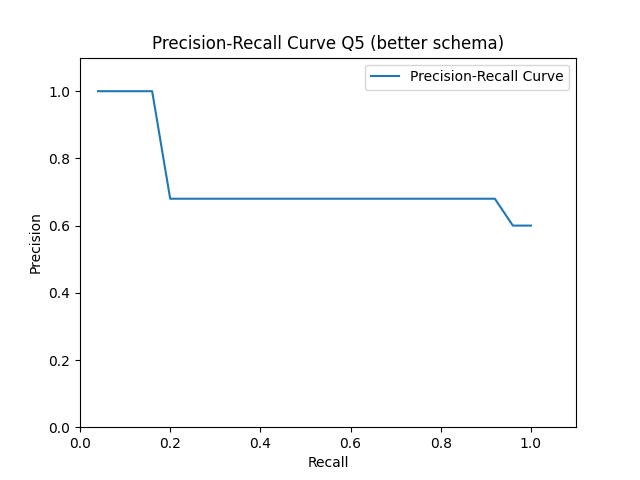 Precision-Recall Curve Q5 (better schema)
Precision-Recall Curve
1.0
0.8
0.6
0.4
0.2
0.0
Precision
0.0 0.2 0.4 0.6 0.8 1.0
Recall